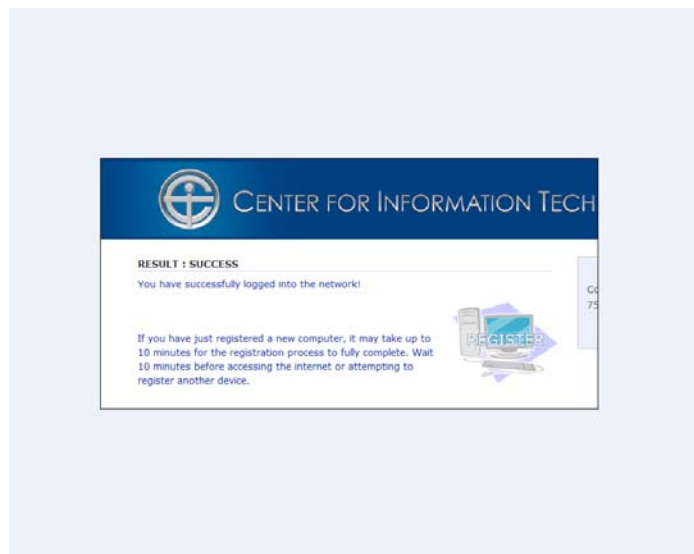 CENTER FOR INFORMATION TECH
RESULT : SUCCESS
You have successfully logged into the network!
Co
75
REGISTER
If you have just registered a new computer, it may take up to
10 minutes for the registration process to fully complete. Wait
10 minutes before accessing the internet or attempting to
register another device.